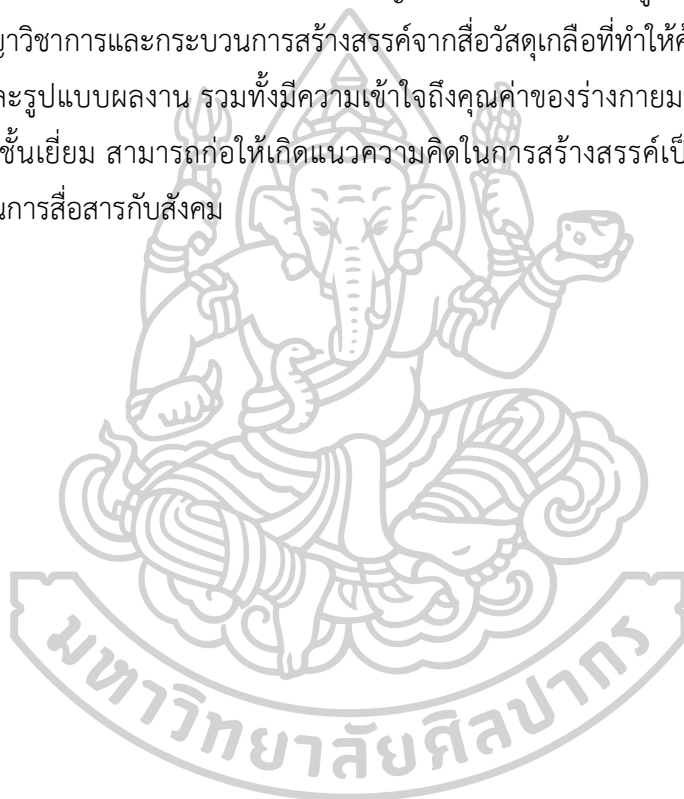 ญาวิชาการและกระบวนการสร้างสรรค์จากสื่อวัสดุเกลือที่ทำให้
ละรูปแบบผลงาน รวมทั้งมีความเข้าใจถึงคุณค่าของร่างกายม
ชั้นเยี่ยม สามารถก่อให้เกิดแนวความคิดในการสร้างสรรค์เป็
นการสื่อสารกับสังคม
มหาวิทยาลัยศิลปากร